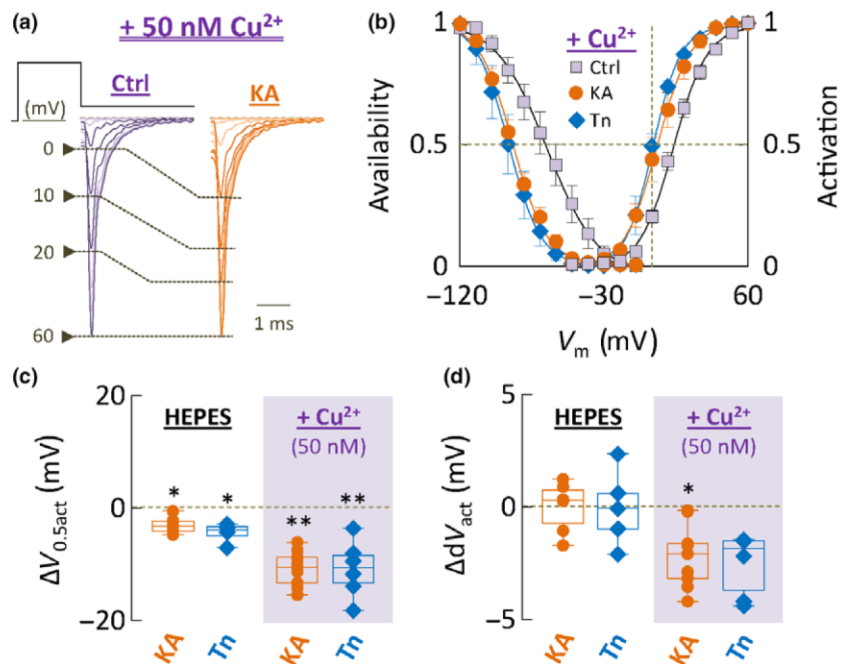 (a)
+ 50 nM Cu²⁺
Ctrl
KA
(mV)
0
10
20
60
1 ms
(b)
Availability
1
0.5
0
+ Cu²⁺
Ctrl
KA
Tn
1
0.5
0
Activation
−120
−30
60
Vm (mV)
(c)
ΔV0.5act (mV)
20
0
−20
HEPES
+ Cu²⁺
(50 nM)
*
*
**
**
KA
Tn
KA
Tn
(d)
ΔdVact (mV)
5
0
−5
HEPES
+ Cu²⁺
(50 nM)
*
KA
Tn
KA
Tn